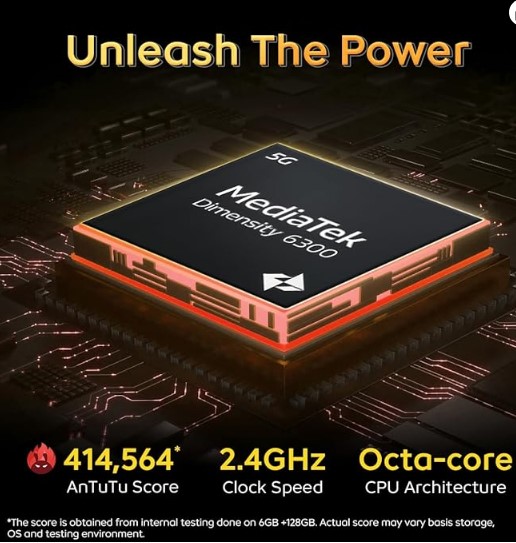 Unleash The Power
5G
MediaTek
Dimensity 6300
414,564*
AnTuTu Score
2.4GHz
Clock Speed
Octa-core
CPU Architecture
*The score is obtained from internal testing done on 6GB +128GB. Actual score may vary basis storage,
OS and testing environment.